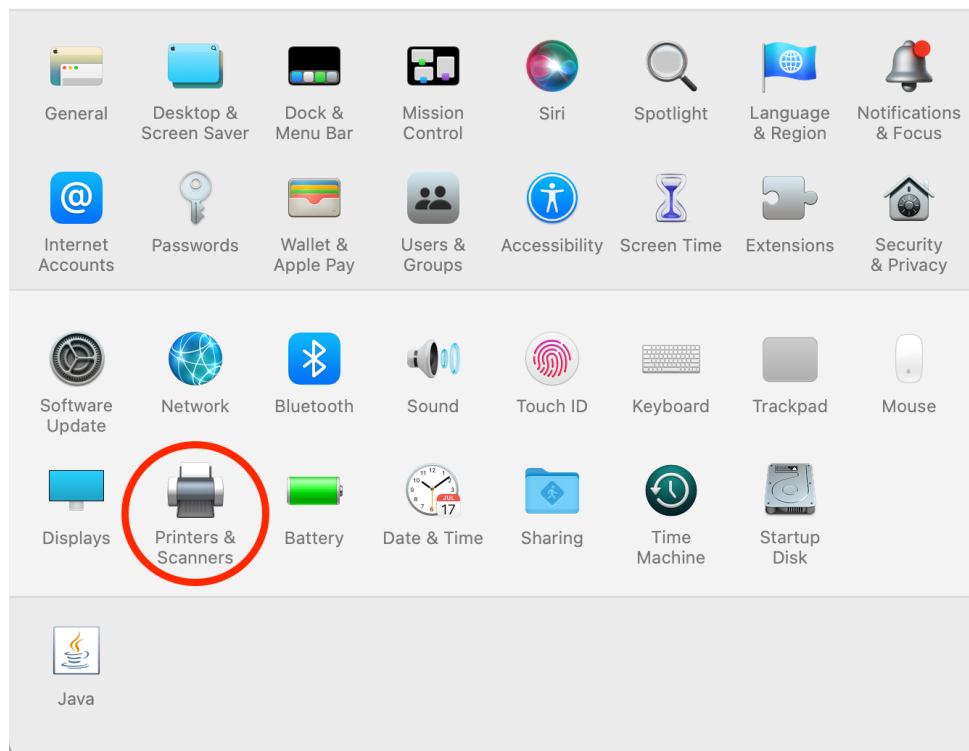 General
Desktop &
Screen Saver
Dock &
Menu Bar
Mission
Control
Siri
Spotlight
Language
& Region
Notifications
& Focus
@
Internet
Accounts
Passwords
Wallet &
Apple Pay
Users &
Groups
Accessibility
Screen Time
Extensions
Security
& Privacy
Software
Update
Network
Bluetooth
Sound
Touch ID
Keyboard
Trackpad
Mouse
Displays
Printers &
Scanners
Battery
JUL
17
Date & Time
Sharing
Time
Machine
Startup
Disk
Java